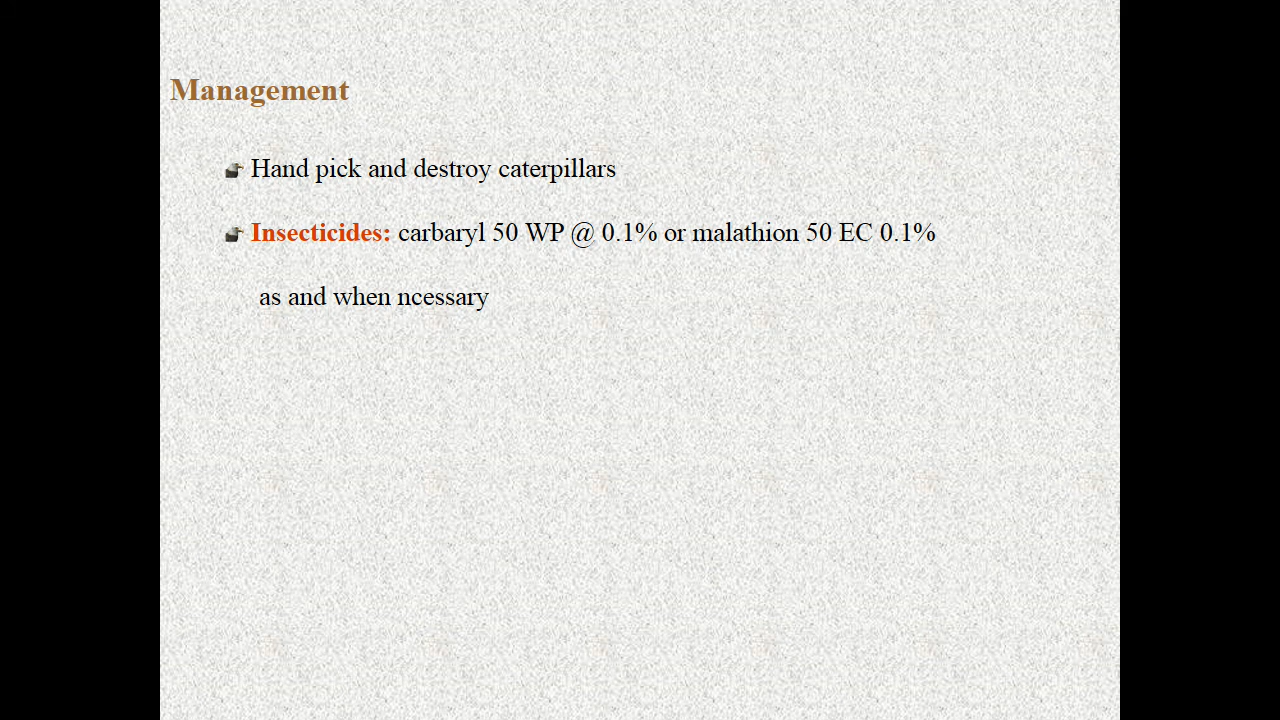 Management
Hand pick and destroy caterpillars
Insecticides: carbaryl 50 WP @ 0.1% or malathion 50 EC 0.1%
as and when ncessary